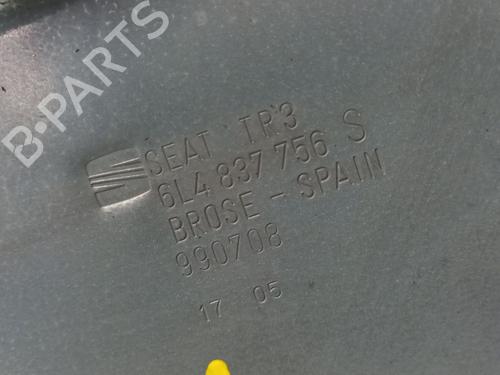 B-PARTS
SEAT TR3
6L4 837 756 S
BROSE - SPAIN
990708
17 05